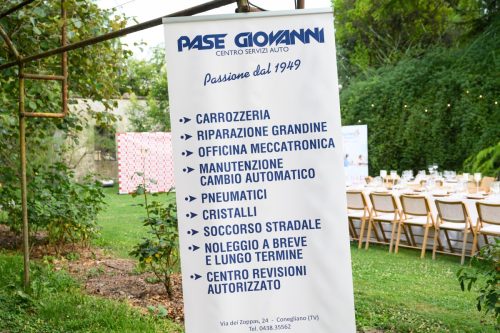 PASE GIOVANNI
CENTRO SERVIZI AUTO
Passione dal 1949
➤ CARROZZERIA
➤ RIPARAZIONE GRANDINE
➤ OFFICINA MECCATRONICA
➤ MANUTENZIONE
CAMBIO AUTOMATICO
➤ PNEUMATICI
➤ CRISTALLI
➤ SOCCORSO STRADALE
➤ NOLEGGIO A BREVE
E LUNGO TERMINE
➤ CENTRO REVISIONI
AUTORIZZATO
Via dei Zoppas, 24 - Conegliano (TV)
Tel. 0438.35562